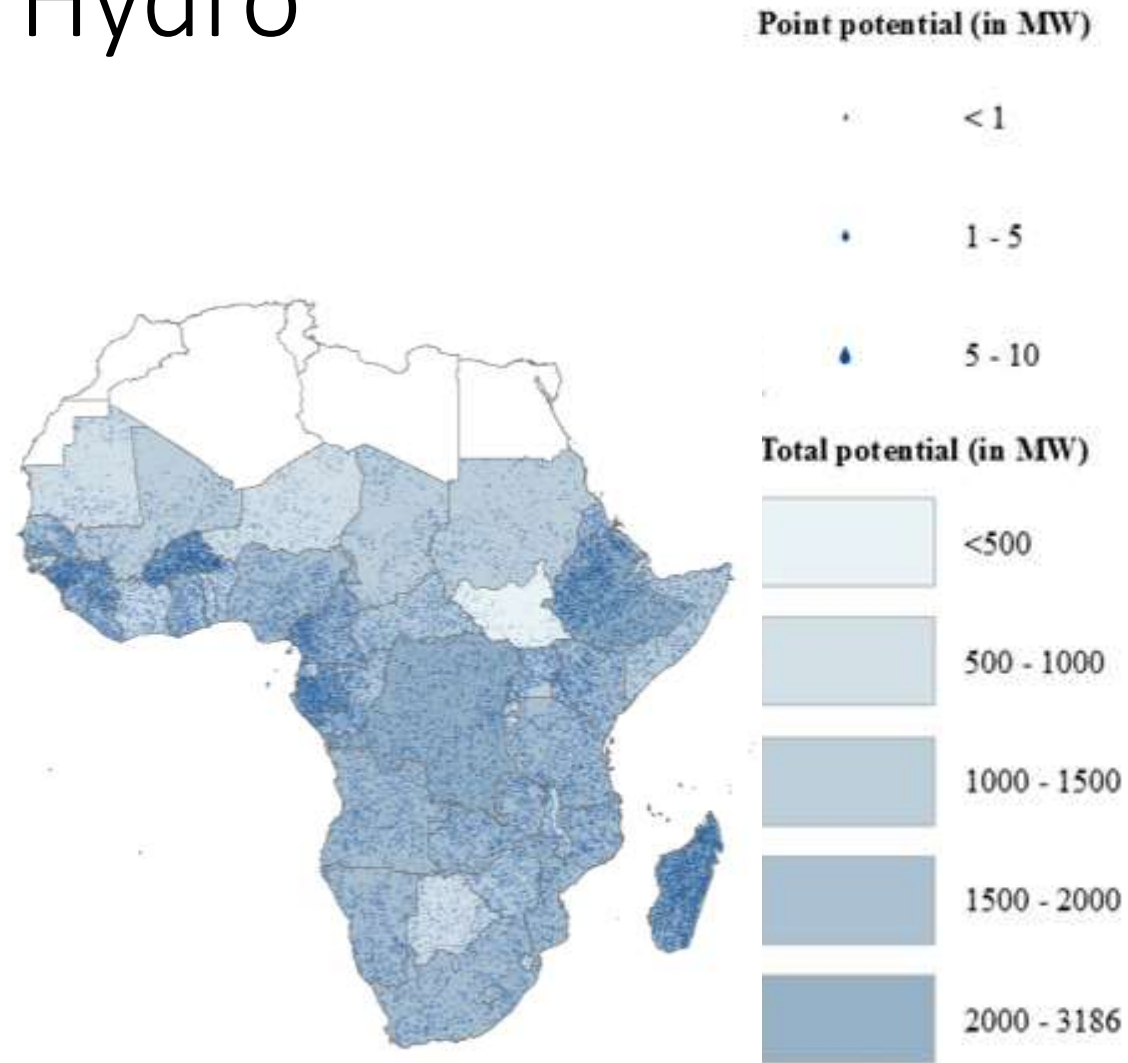 Hydro
Point potential (in MW)
< 1
1 - 5
5 - 10
Total potential (in MW)
<500
500 - 1000
1000 - 1500
1500 - 2000
2000 - 3186